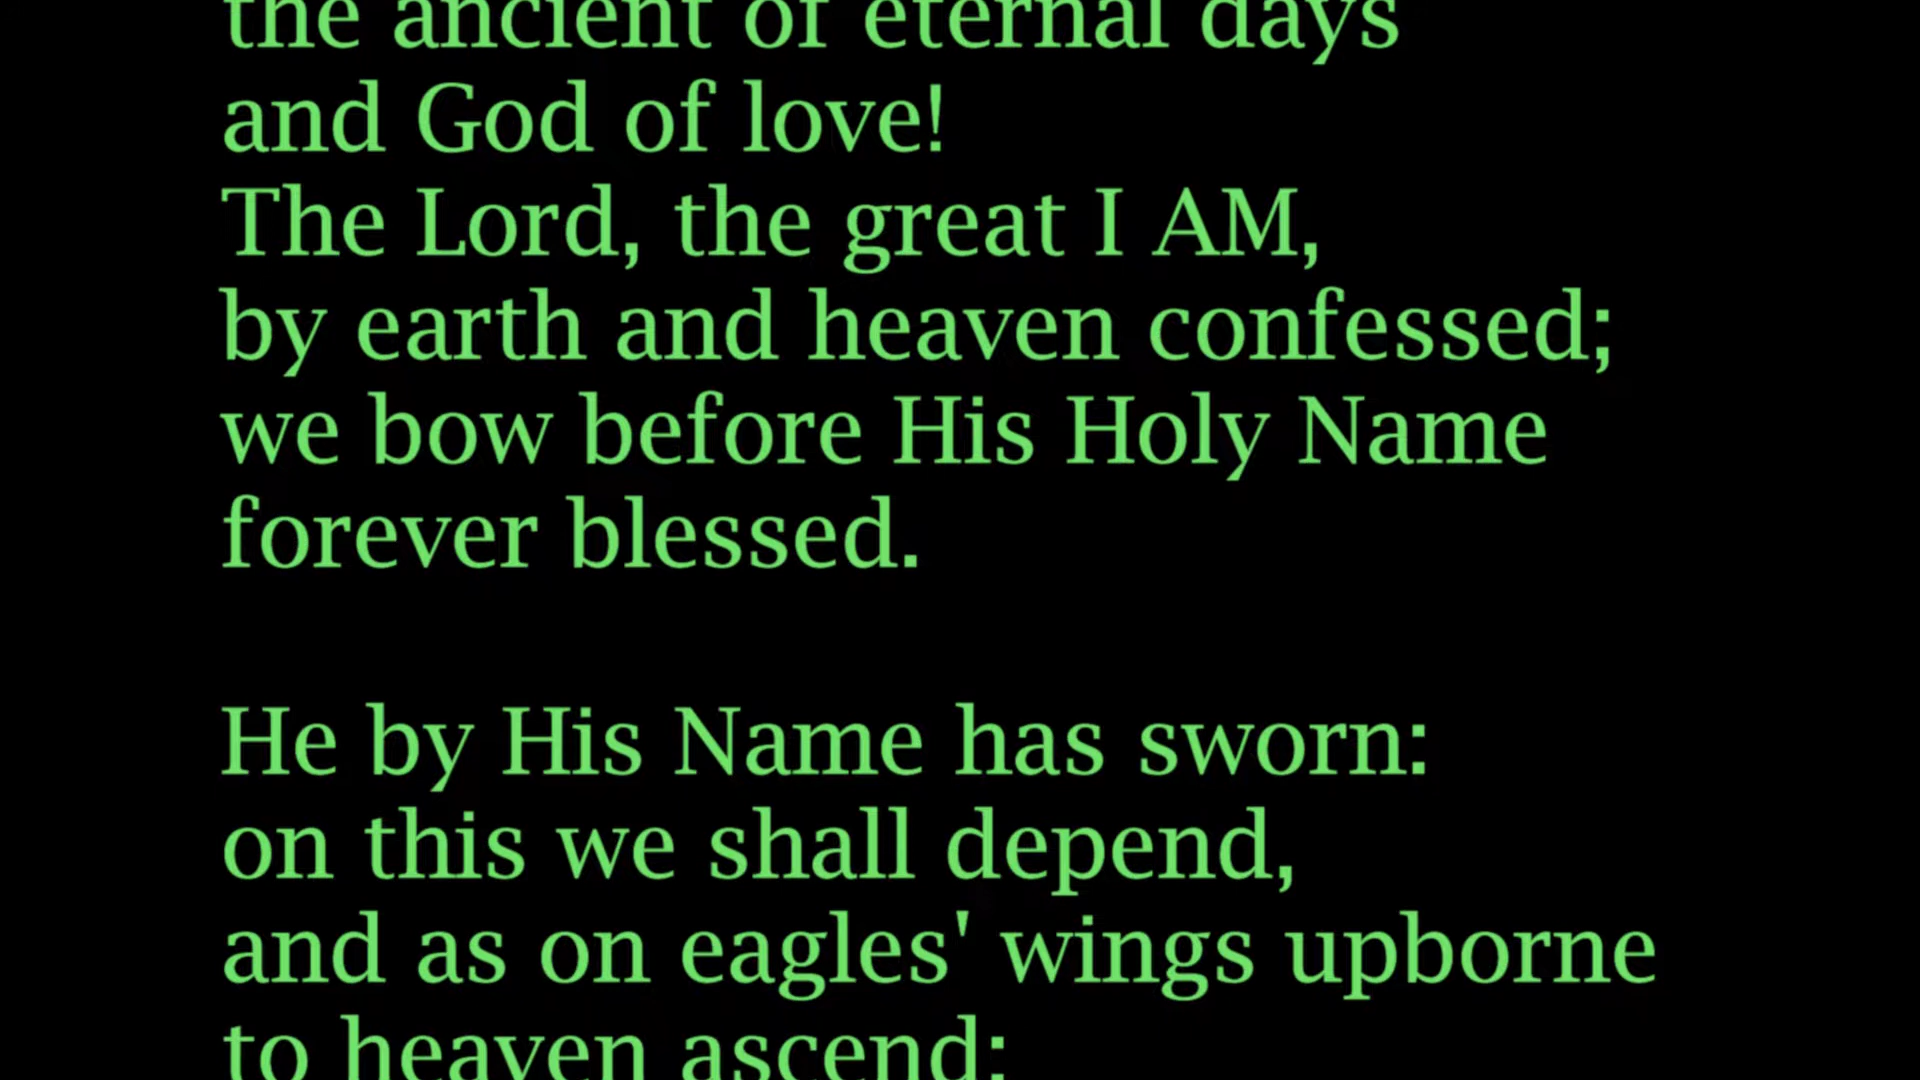 the ancient of eternal days
and God of love!
The Lord, the great I AM,
by earth and heaven confessed;
we bow before His Holy Name
forever blessed.
He by His Name has sworn:
on this we shall depend,
and as on eagles' wings upborne
to heaven ascend: